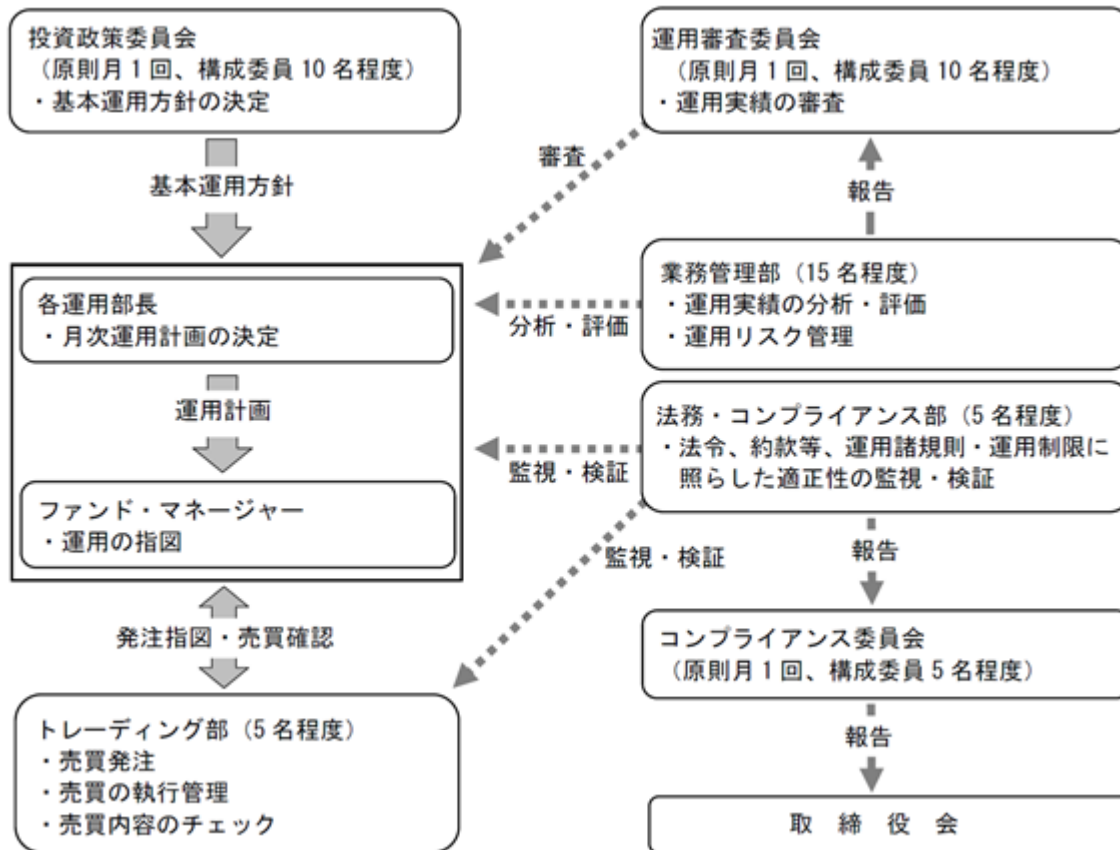 投資政策委員会
(原則月1回、構成委員10名程度)
・基本運用方針の決定
基本運用方針
各運用部長
・月次運用計画の決定
運用計画
ファンド・マネージャー
・運用の指図
発注指図・売買確認
トレーディング部(5名程度)
・売買発注
・売買の執行管理
・売買内容のチェック
運用審査委員会
(原則月1回、構成委員10名程度)
・運用実績の審査
審査
報告
業務管理部(15名程度)
・運用実績の分析・評価
・運用リスク管理
分析・評価
法務・コンプライアンス部(5名程度)
・法令、約款等、運用諸規則・運用制限に
照らした適正性の監視・検証
監視・検証
監視・検証
報告
コンプライアンス委員会
(原則月1回、構成委員5名程度)
報告
取締役会